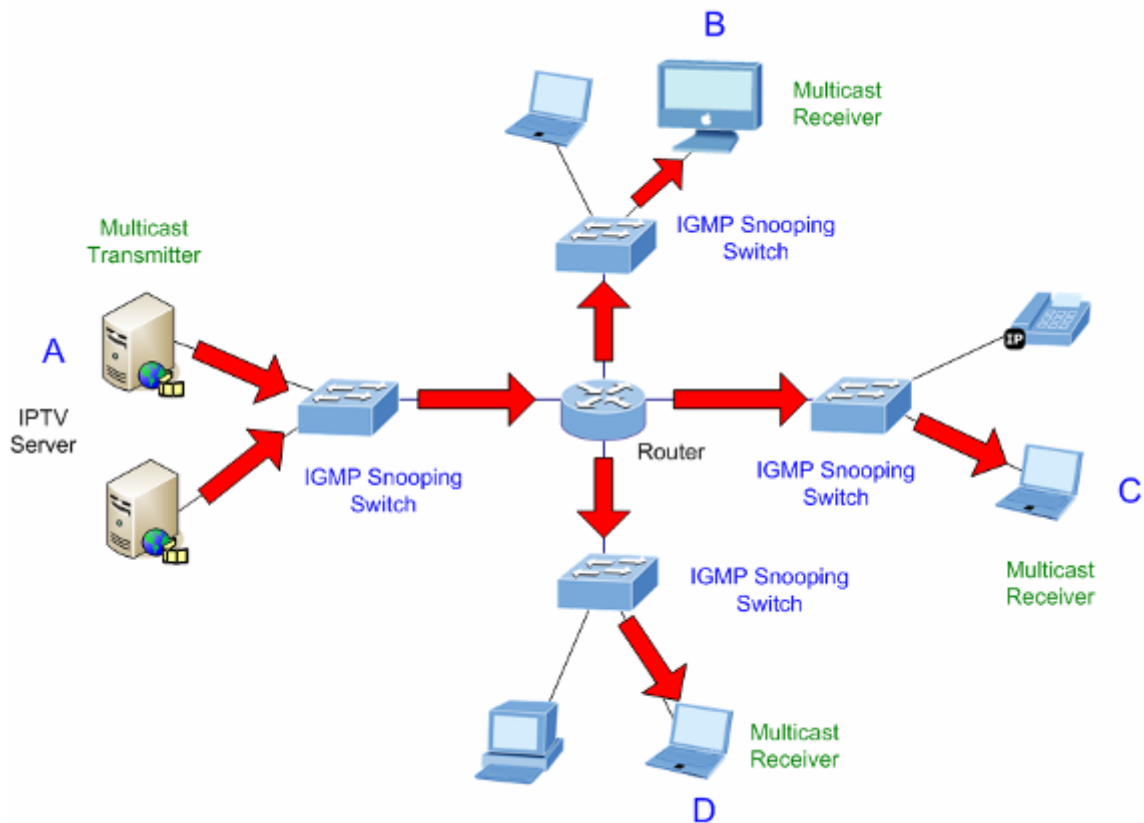 B
Multicast
Receiver
IGMP Snooping
Switch
Multicast
Transmitter
A
IPTV
Server
IGMP Snooping
Switch
Router
IP
IGMP Snooping
Switch
C
Multicast
Receiver
IGMP Snooping
Switch
Multicast
Receiver
D